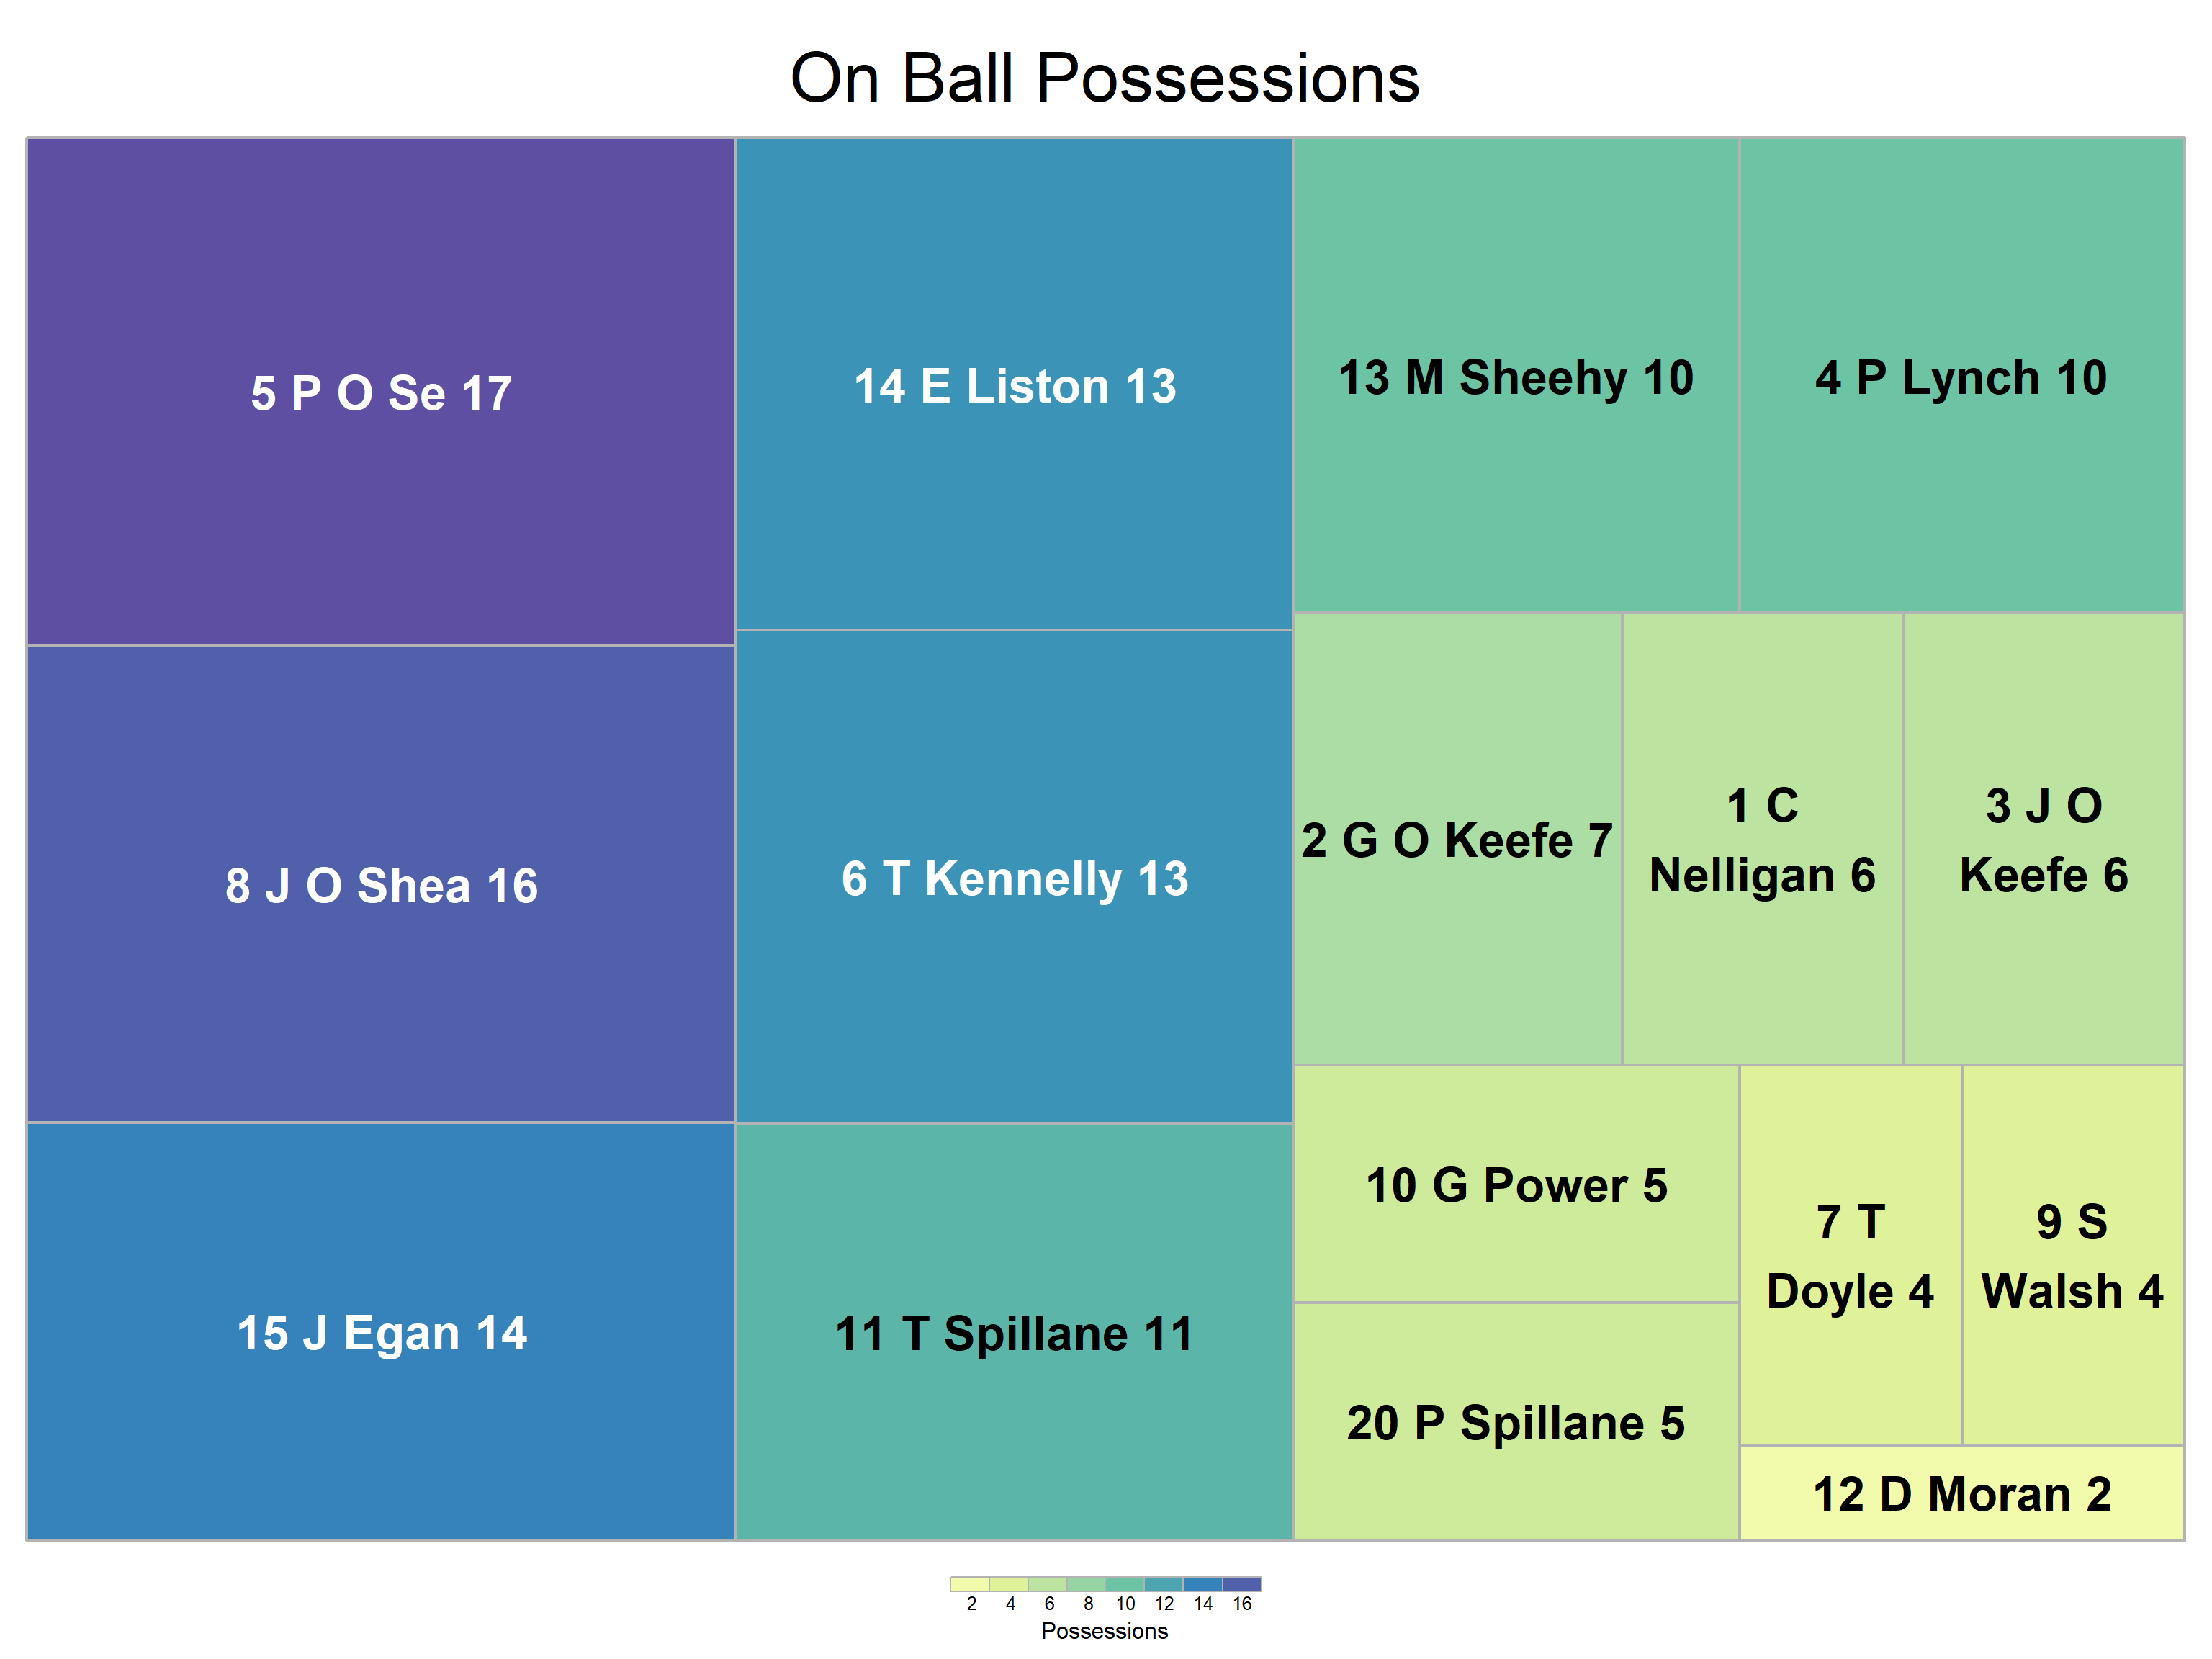 On Ball Possessions
5 P O Se 17
14 E Liston 13
13 M Sheehy 10
4 P Lynch 10
8 J O Shea 16
6 T Kennelly 13
2 G O Keefe 7
1 C
Nelligan 6
3 J O
Keefe 6
15 J Egan 14
11 T Spillane 11
10 G Power 5
20 P Spillane 5
7 T
Doyle 4
9 S
Walsh 4
12 D Moran 2
2 4 6 8 10 12 14 16
Possessions